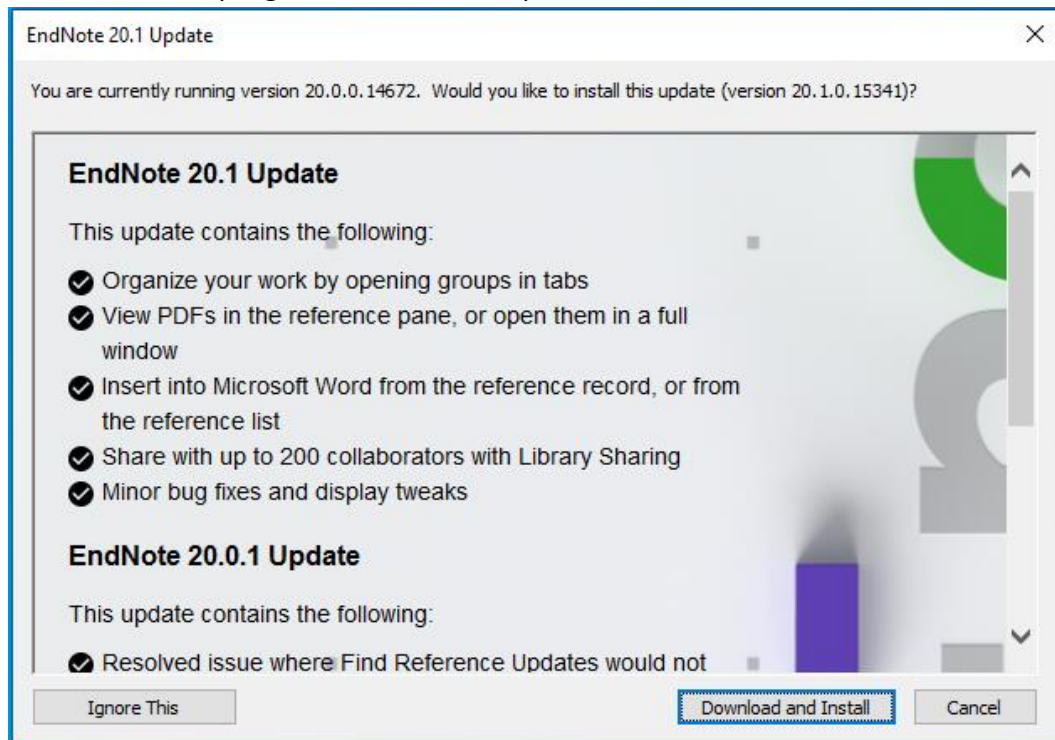 EndNote 20.1 Update
You are currently running version 20.0.0.14672. Would you like to install this update (version 20.1.0.15341)?
EndNote 20.1 Update
This update contains the following:
Organize your work by opening groups in tabs
View PDFs in the reference pane, or open them in a full
window
Insert into Microsoft Word from the reference record, or from
the reference list
Share with up to 200 collaborators with Library Sharing
Minor bug fixes and display tweaks
EndNote 20.0.1 Update
This update contains the following:
Resolved issue where Find Reference Updates would not
Ignore This
Download and Install
Cancel